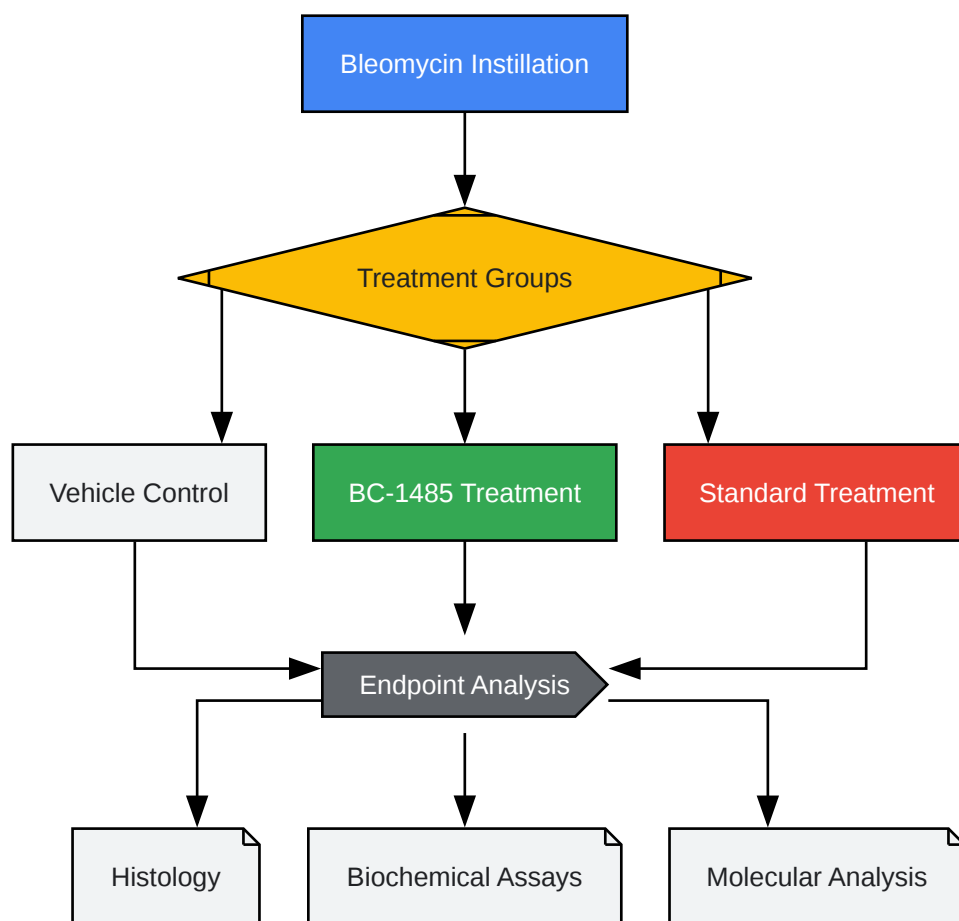 Bleomycin Instillation
Treatment Groups
Vehicle Control
BC-1485 Treatment
Standard Treatment
Endpoint Analysis
Histology
Biochemical Assays
Molecular Analysis